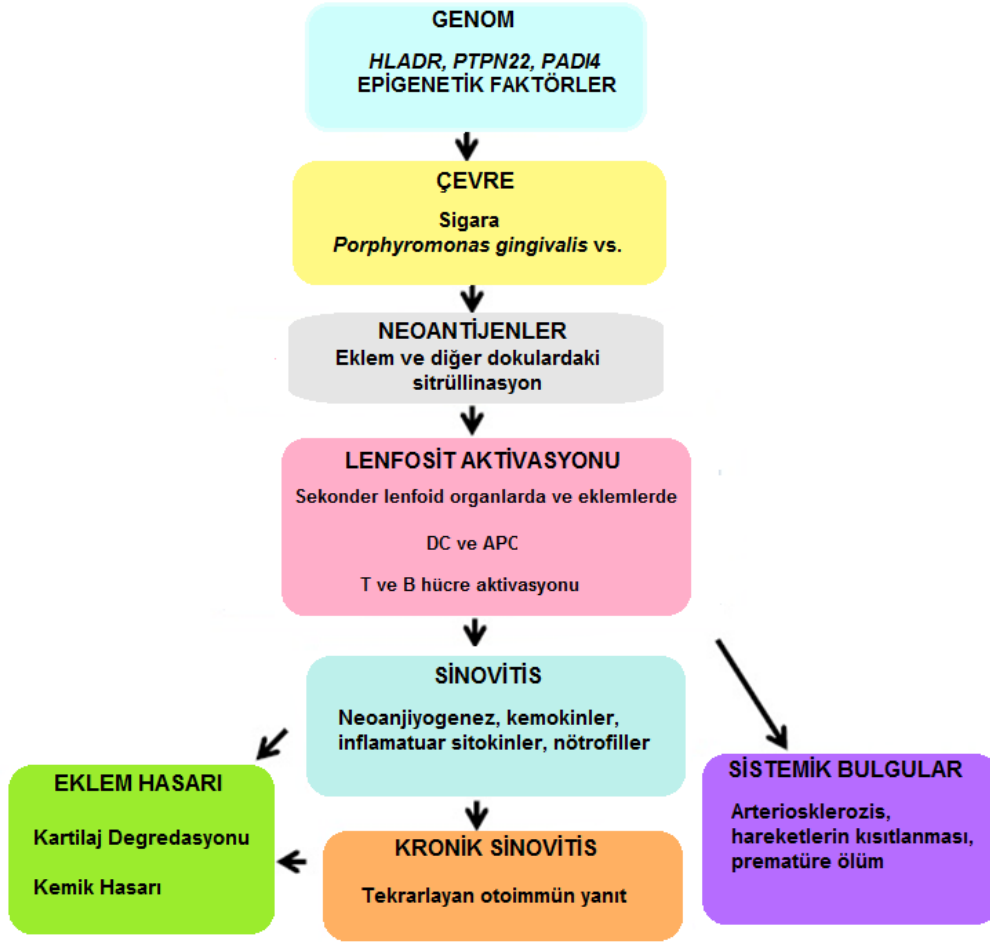 GENOM
HLADR, PTPN22, PADI4
EPİGENETİK FAKTÖRLER
ÇEVRE
Sigara
Porphyromonas gingivalis vs.
NEOANTİJENLER
Eklem ve diğer dokulardaki
sitrüllinasyon
LENFOSİT AKTİVASYONU
Sekonder lenfoid organlarda ve eklemlerde
DC ve APC
T ve B hücre aktivasyonu
SİNOVİTİS
Neoanjiyogenez, kemokinler,
inflamatuar sitokinler, nötrofiller
EKLEM HASARI
Kartilaj Degredasyonu
Kemik Hasarı
KRONİK SİNOVİTİS
Tekrarlayan otoimmün yanıt
SİSTEMİK BULGULAR
Arteriosklerozis,
hareketlerin kısıtlanması,
prematüre ölüm